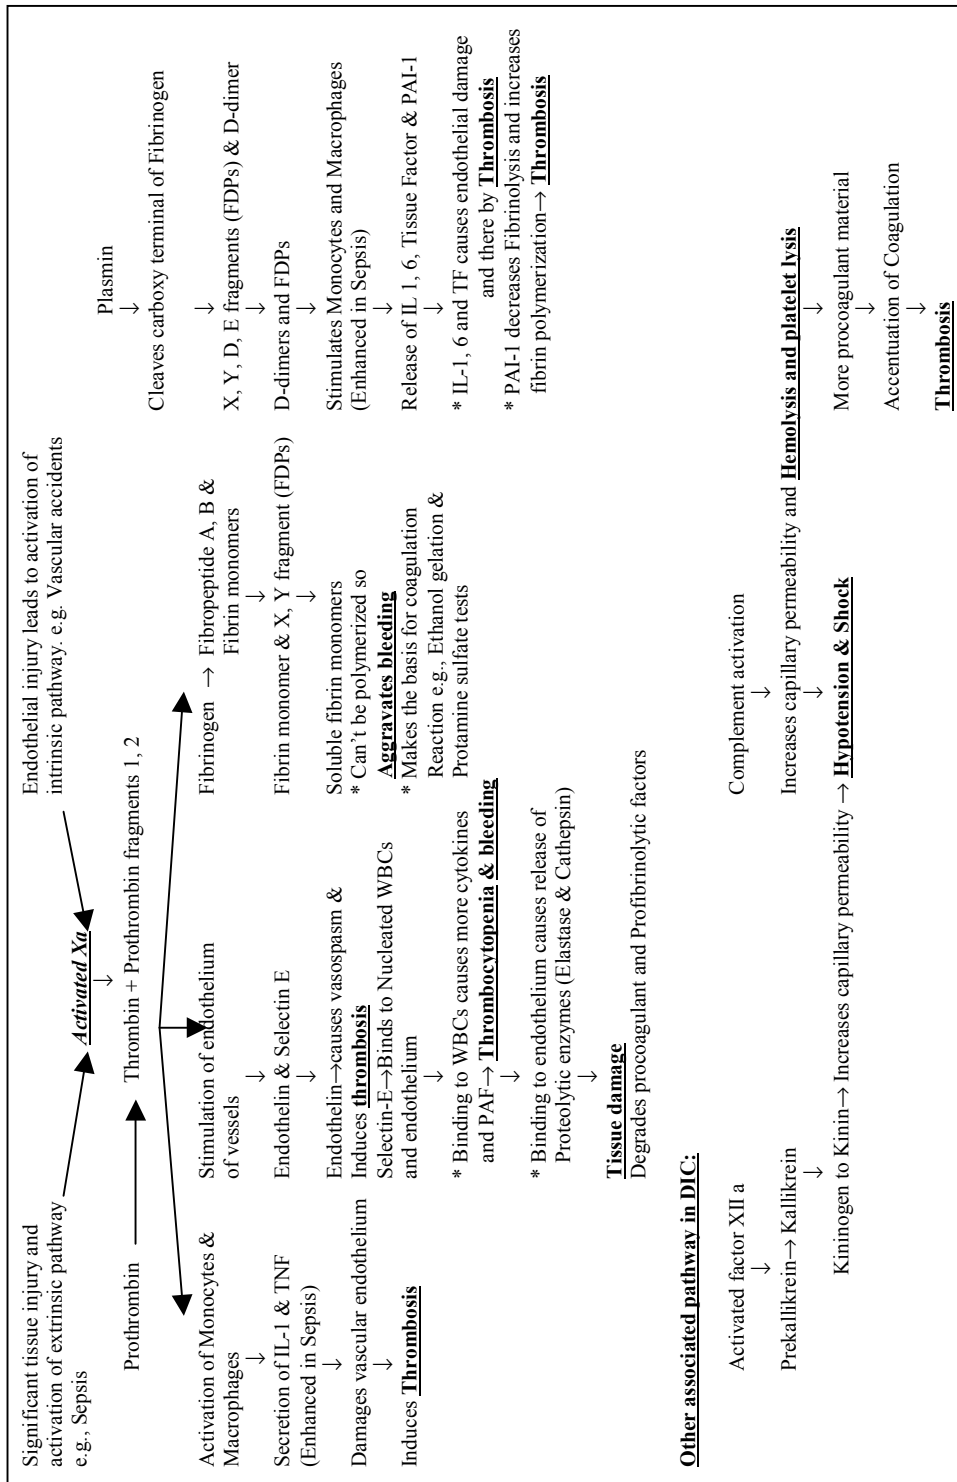 Significant tissue injury and
activation of extrinsic pathway
e.g., Sepsis
Endothelial injury leads to activation of
intrinsic pathway. e.g. Vascular accidents
Activated Xa
↓
Prothrombin → Thrombin + Prothrombin fragments 1, 2
Activation of Monocytes &
Macrophages
↓
Secretion of IL-1 & TNF
(Enhanced in Sepsis)
↓
Damages vascular endothelium
↓
Induces Thrombosis
Stimulation of endothelium
of vessels
↓
Endothelin & Selectin E
↓
Endothelin→causes vasospasm &
Induces thrombosis
Selectin-E→Binds to Nucleated WBCs
and endothelium
↓
* Binding to WBCs causes more cytokines
and PAF→ Thrombocytopenia & bleeding
↓
* Binding to endothelium causes release of
Proteolytic enzymes (Elastase & Cathepsin)
↓
Tissue damage
Degrades procoagulant and Profibrinolytic factors
Fibrinogen → Fibropeptide A, B &
Fibrin monomers
↓
Fibrin monomer & X, Y fragment (FDPs)
↓
Soluble fibrin monomers
* Can't be polymerized so
Aggravates bleeding
* Makes the basis for coagulation
Reaction e.g., Ethanol gelation &
Protamine sulfate tests
Plasmin
↓
Cleaves carboxy terminal of Fibrinogen
↓
X, Y, D, E fragments (FDPs) & D-dimer
↓
D-dimers and FDPs
↓
Stimulates Monocytes and Macrophages
(Enhanced in Sepsis)
↓
Release of IL 1, 6, Tissue Factor & PAI-1
↓
* IL-1, 6 and TF causes endothelial damage
and there by Thrombosis
* PAI-1 decreases Fibrinolysis and increases
fibrin polymerization→ Thrombosis
Other associated pathway in DIC:
Activated factor XII a
↓
Prekallikrein→ Kallikrein
↓
Kininogen to Kinin→ Increases capillary permeability → Hypotension & Shock
Complement activation
↓
Increases capillary permeability and Hemolysis and platelet lysis
↓
↓
More procoagulant material
↓
Accentuation of Coagulation
↓
Thrombosis